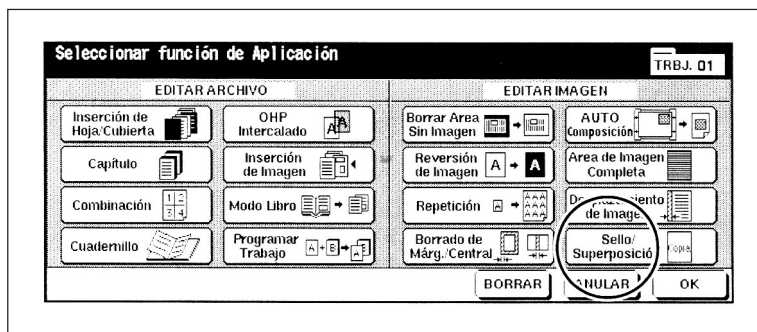 Seleccionar función de Aplicación
TRBJ. 01
EDITAR ARCHIVO
EDITAR IMAGEN
Inserción de
Hoja/Cubierta
OHP
Intercalado
Borrar Area
Sin Imagen
AUTO
Composición
Capítulo
Inserción
de Imagen
Reversión
de Imagen
Area de Imagen
Completa
Combinación
Modo Libro
Repetición
de Image
Cuadernillo
Programar
Trabajo
Borrado de
Márg./Central
Sello/
Superposició
Copia
BORRAR
ANULAR
OK